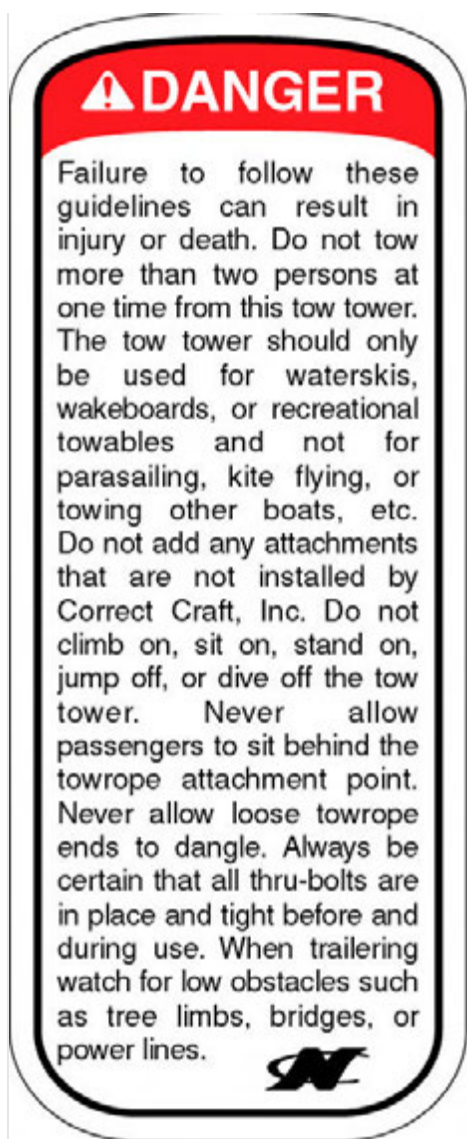 DANGER
Failure to follow these
guidelines can result in
injury or death. Do not tow
more than two persons at
one time from this tow tower.
The tow tower should only
be used for waterskis,
wakeboards, or recreational
towables and not for
parasailing, kite flying, or
towing other boats, etc.
Do not add any attachments
that are not installed by
Correct Craft, Inc. Do not
climb on, sit on, stand on,
jump off, or dive off the tow
tower. Never allow
passengers to sit behind the
towrope attachment point.
Never allow loose towrope
ends to dangle. Always be
certain that all thru-bolts are
in place and tight before and
during use. When trailering
watch for low obstacles such
as tree limbs, bridges, or
power lines.
N